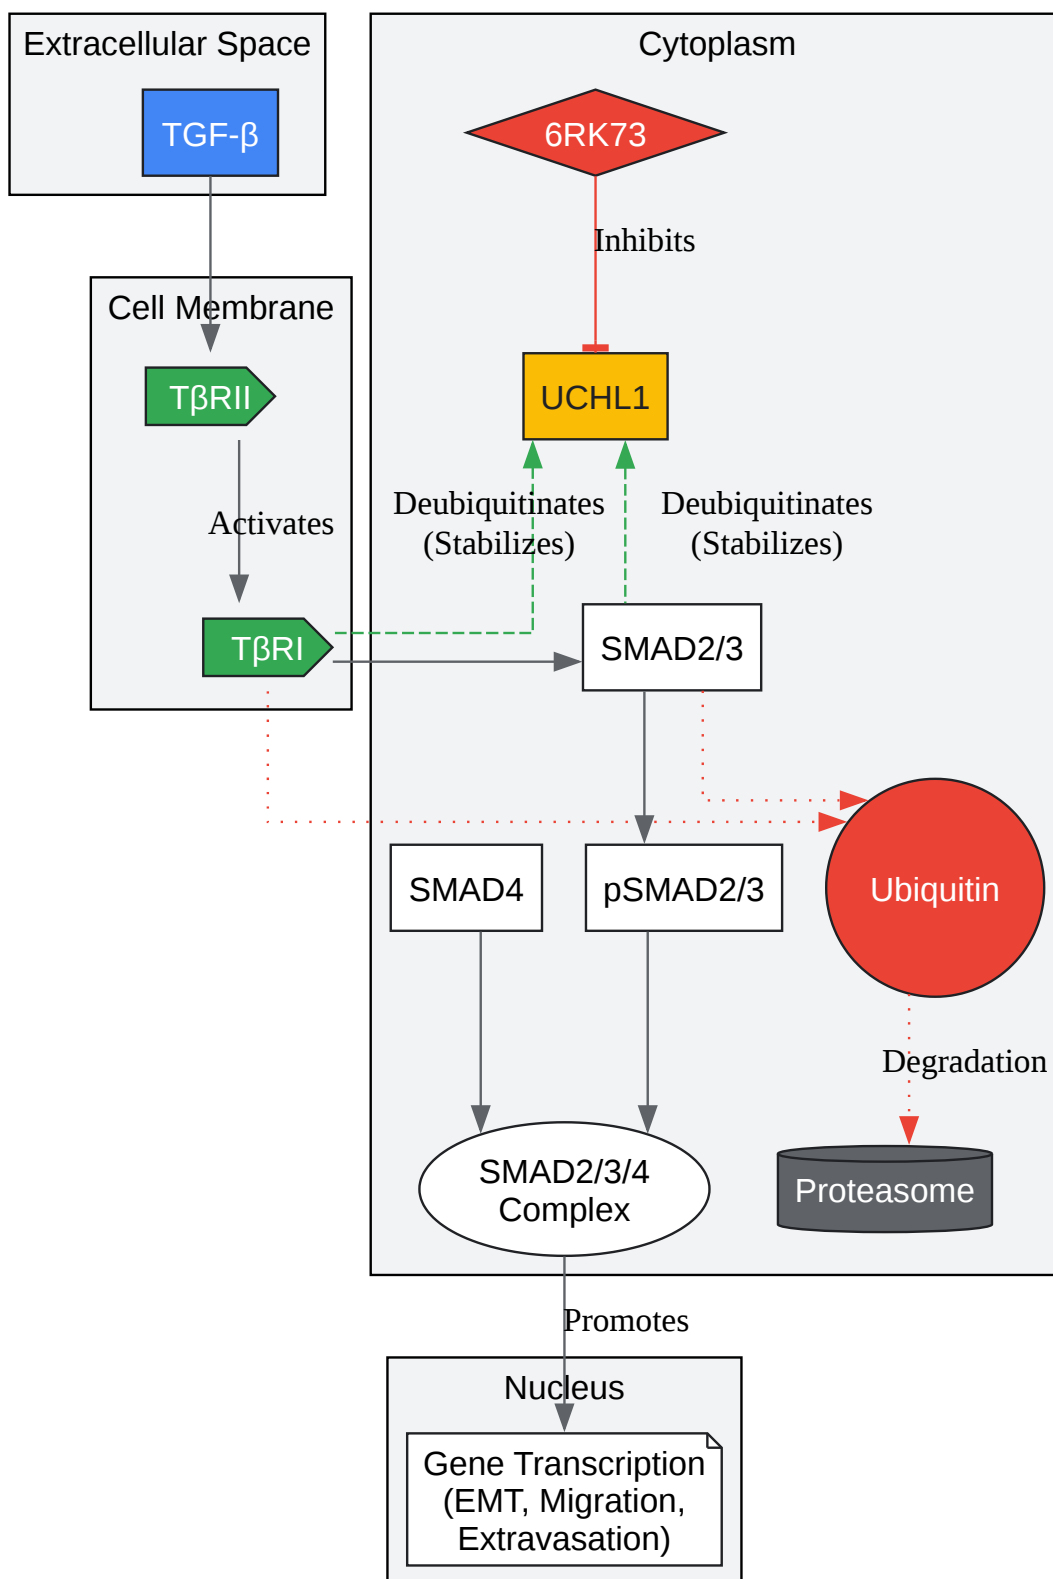 Extracellular Space
TGF-β
Cytoplasm
6RK73
Inhibits
Cell Membrane
TβRII
UCHL1
Activates
Deubiquitinates
(Stabilizes)
Deubiquitinates
(Stabilizes)
TβRI
SMAD2/3
SMAD4
pSMAD2/3
Ubiquitin
Degradation
SMAD2/3/4
Complex
Proteasome
Promotes
Nucleus
Gene Transcription
(EMT, Migration,
Extravasation)